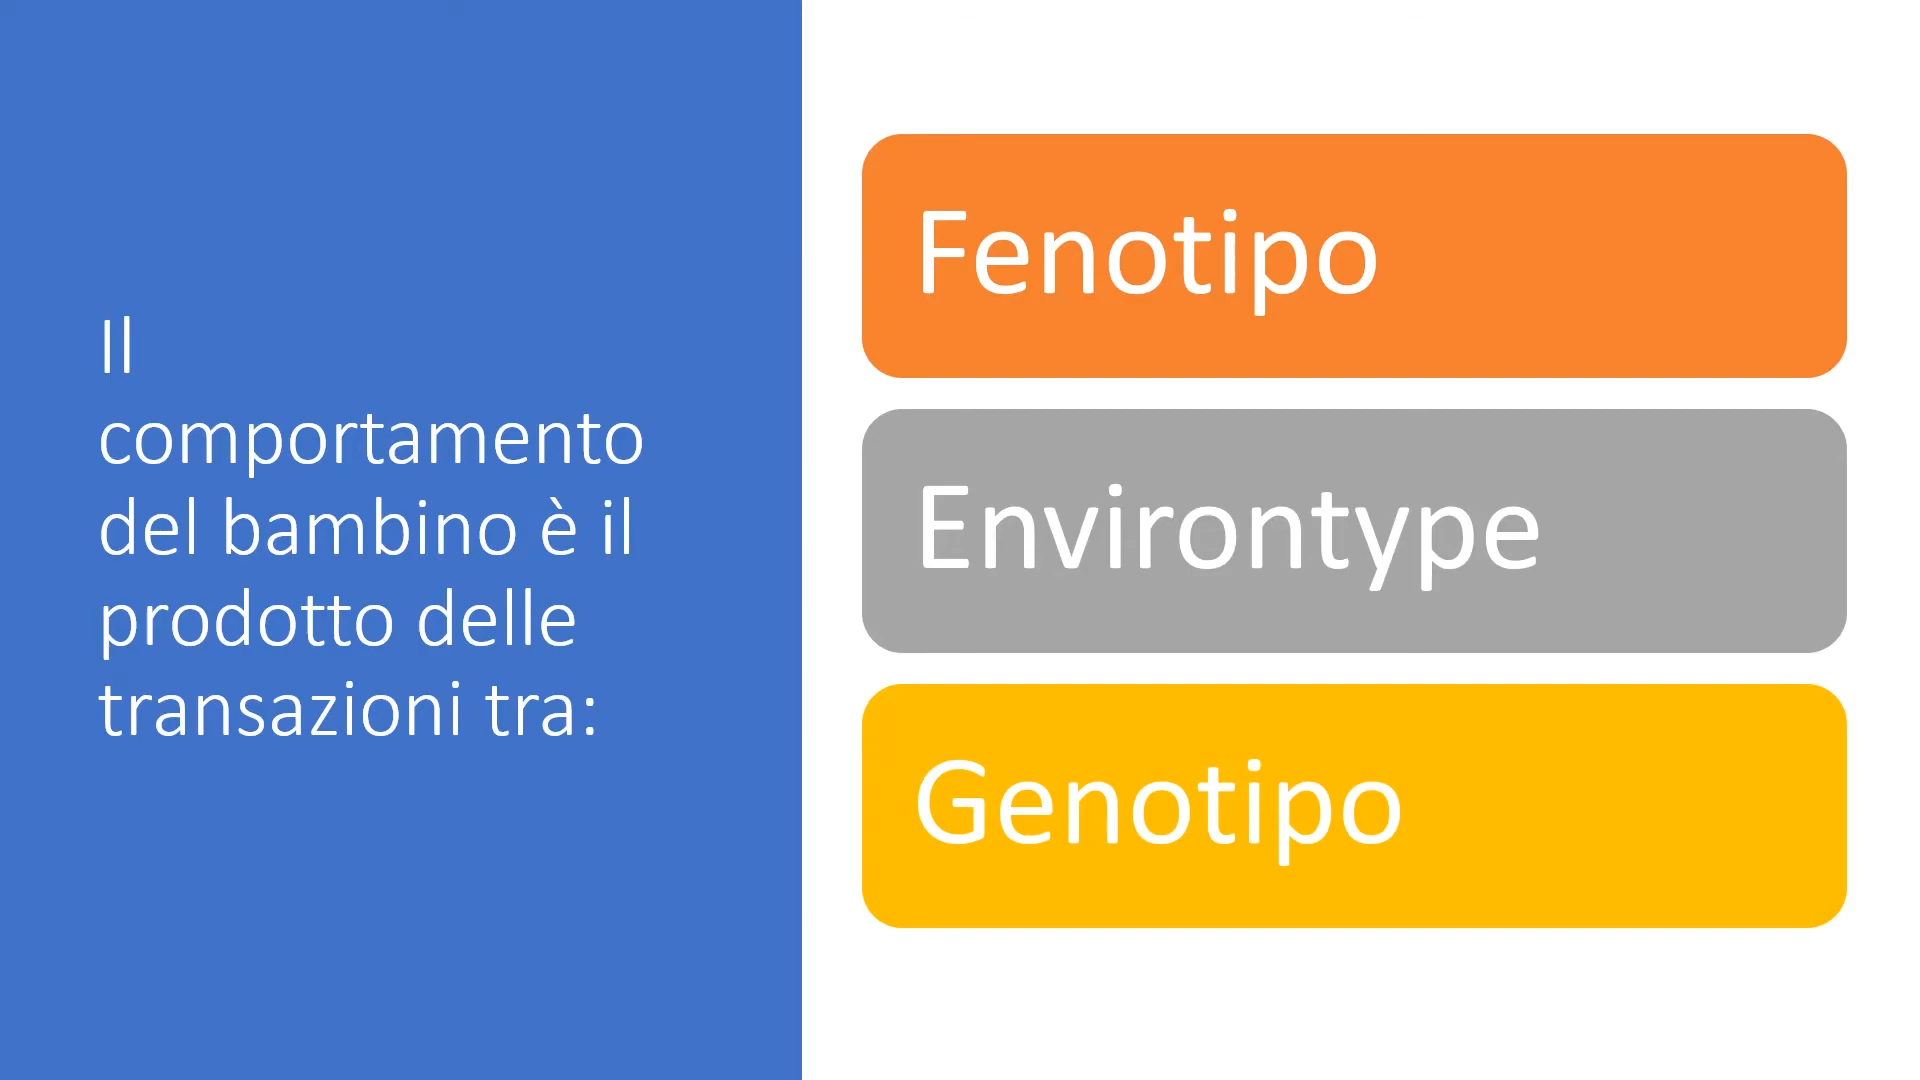 Il
comportamento
del bambino è il
prodotto delle
transazioni tra:
Fenotipo
Environtype
Genotipo